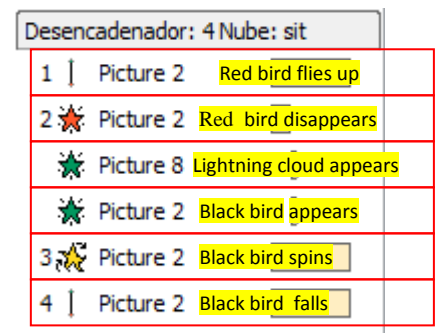 Desencadenador: 4 Nube: sit
1 Picture 2 Red bird flies up
2 Picture 2 Red bird disappears
Picture 8 Lightning cloud appears
Picture 2 Black bird appears
3 Picture 2 Black bird spins
4 Picture 2 Black bird falls